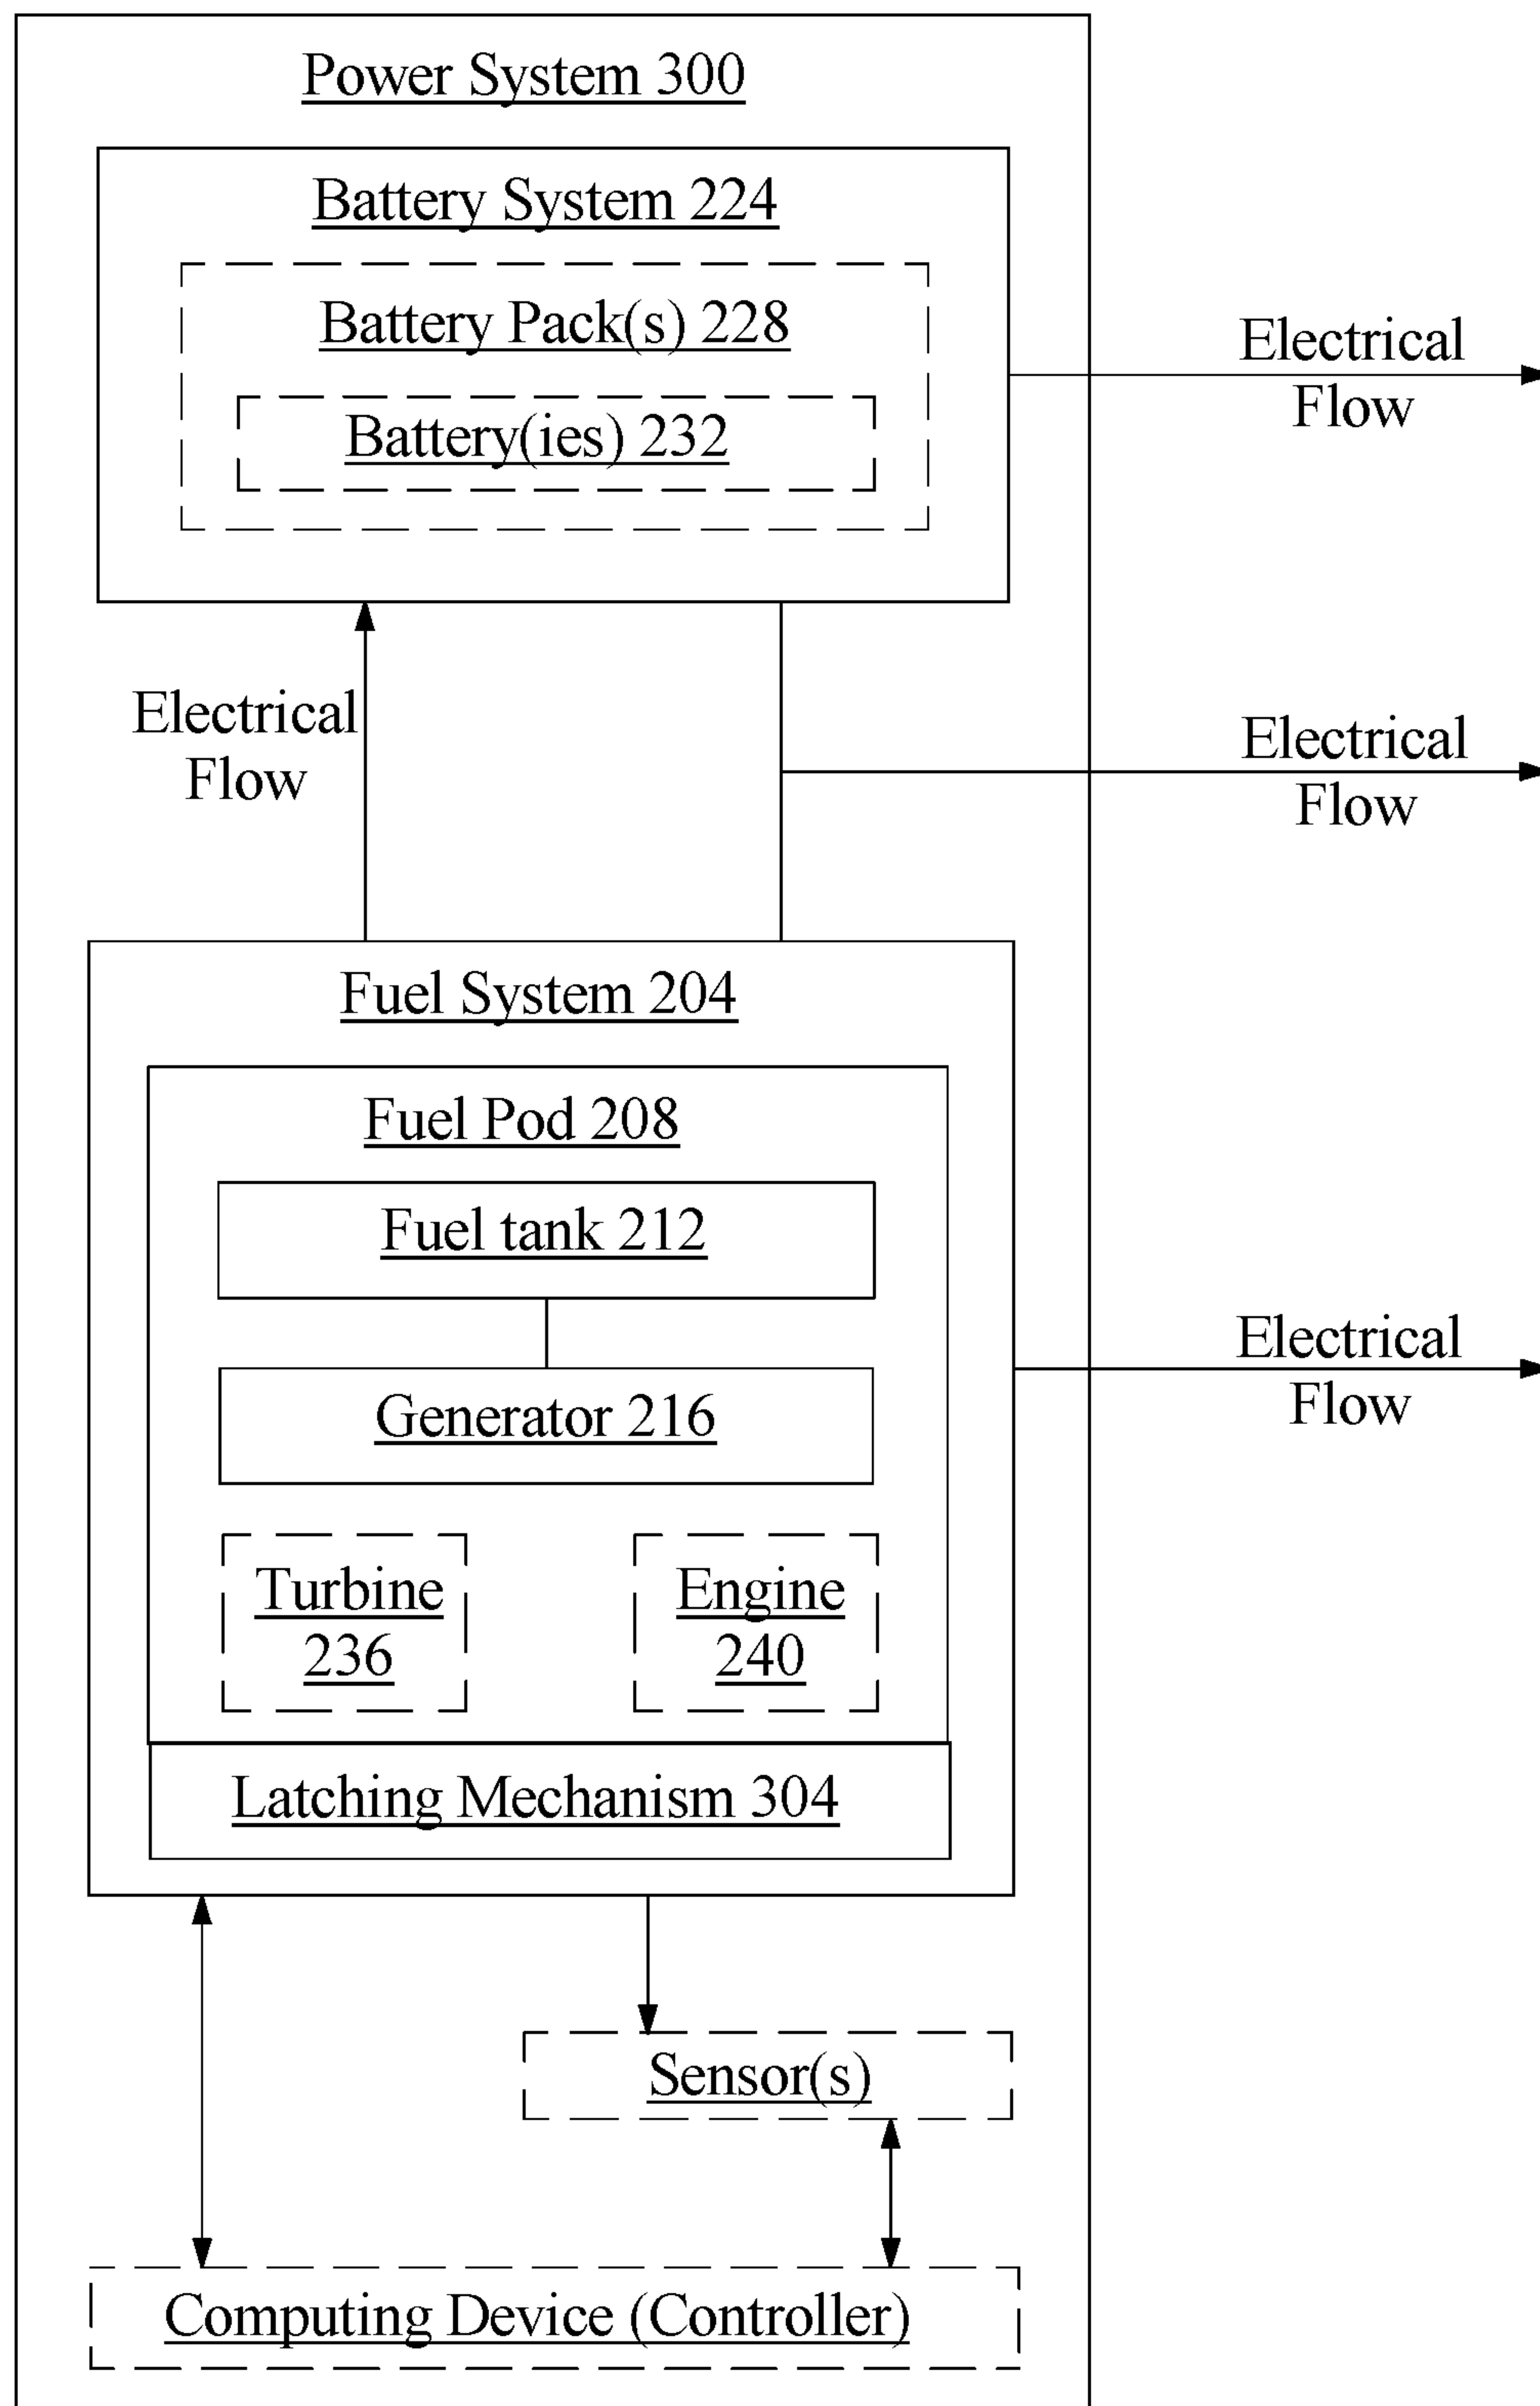 Power System 300
Battery System 224
Battery Pack(s) 228
Battery(ies) 232
Electrical
Flow
Electrical
Flow
Electrical
Flow
Fuel System 204
Fuel Pod 208
Fuel tank 212
Generator 216
Electrical
Flow
Turbine
236
Engine
240
Latching Mechanism 304
Sensor(s)
Computing Device (Controller)